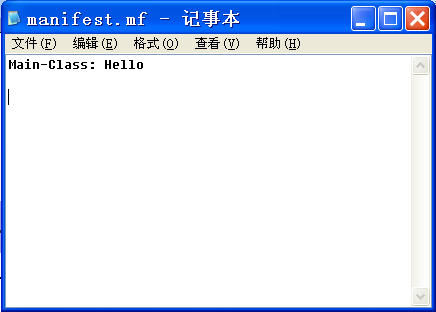 manifest.mf - 记事本
文件(F) 编辑(E) 格式(O) 查看(V) 帮助(H)
Main-Class: Hello